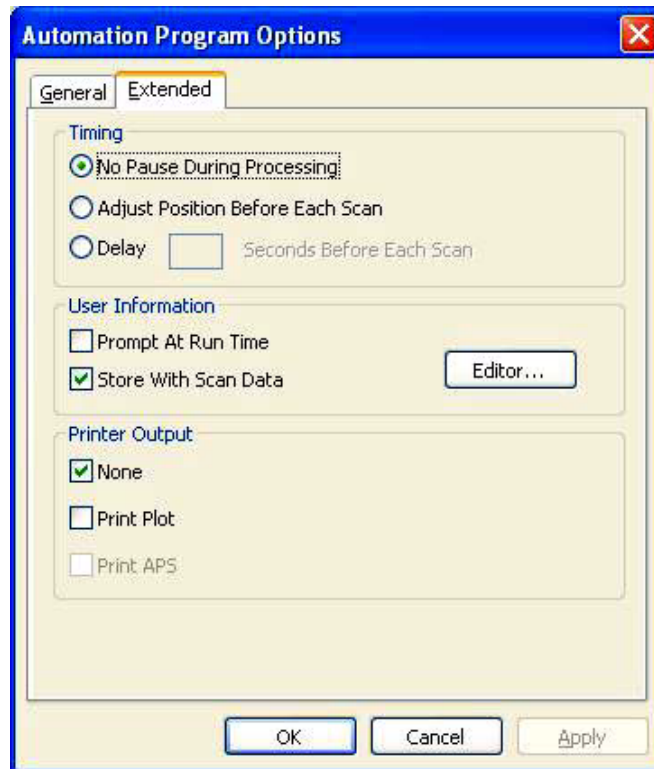 Automation Program Options
General Extended
Timing
No Pause During Processing
Adjust Position Before Each Scan
Delay Seconds Before Each Scan
User Information
Prompt At Run Time
Store With Scan Data
Editor...
Printer Output
None
Print Plot
Print APS
OK Cancel Apply